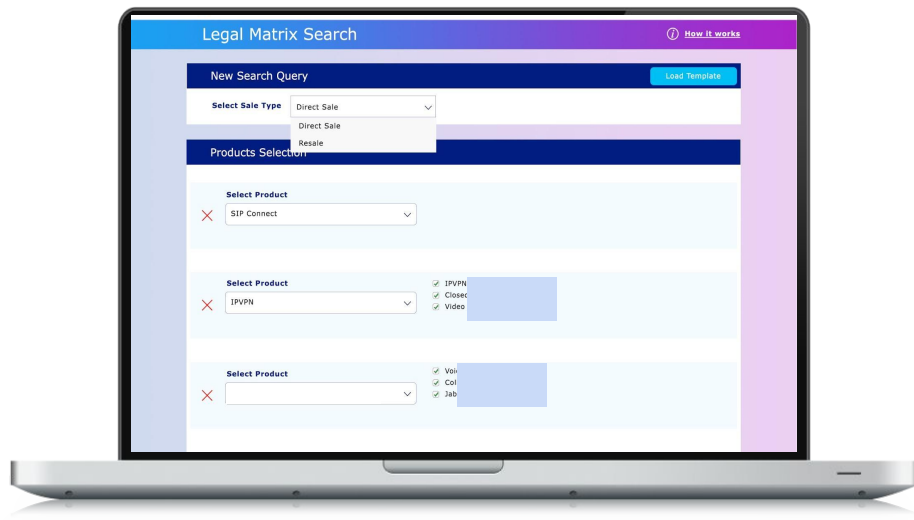 Legal Matrix Search
How it works
New Search Query
Load Template
Select Sale Type
Direct Sale
Direct Sale
Resale
Products Selection
Select Product
SIP Connect
Select Product
IPVPN
IPVPN
Closed
Video
Select Product